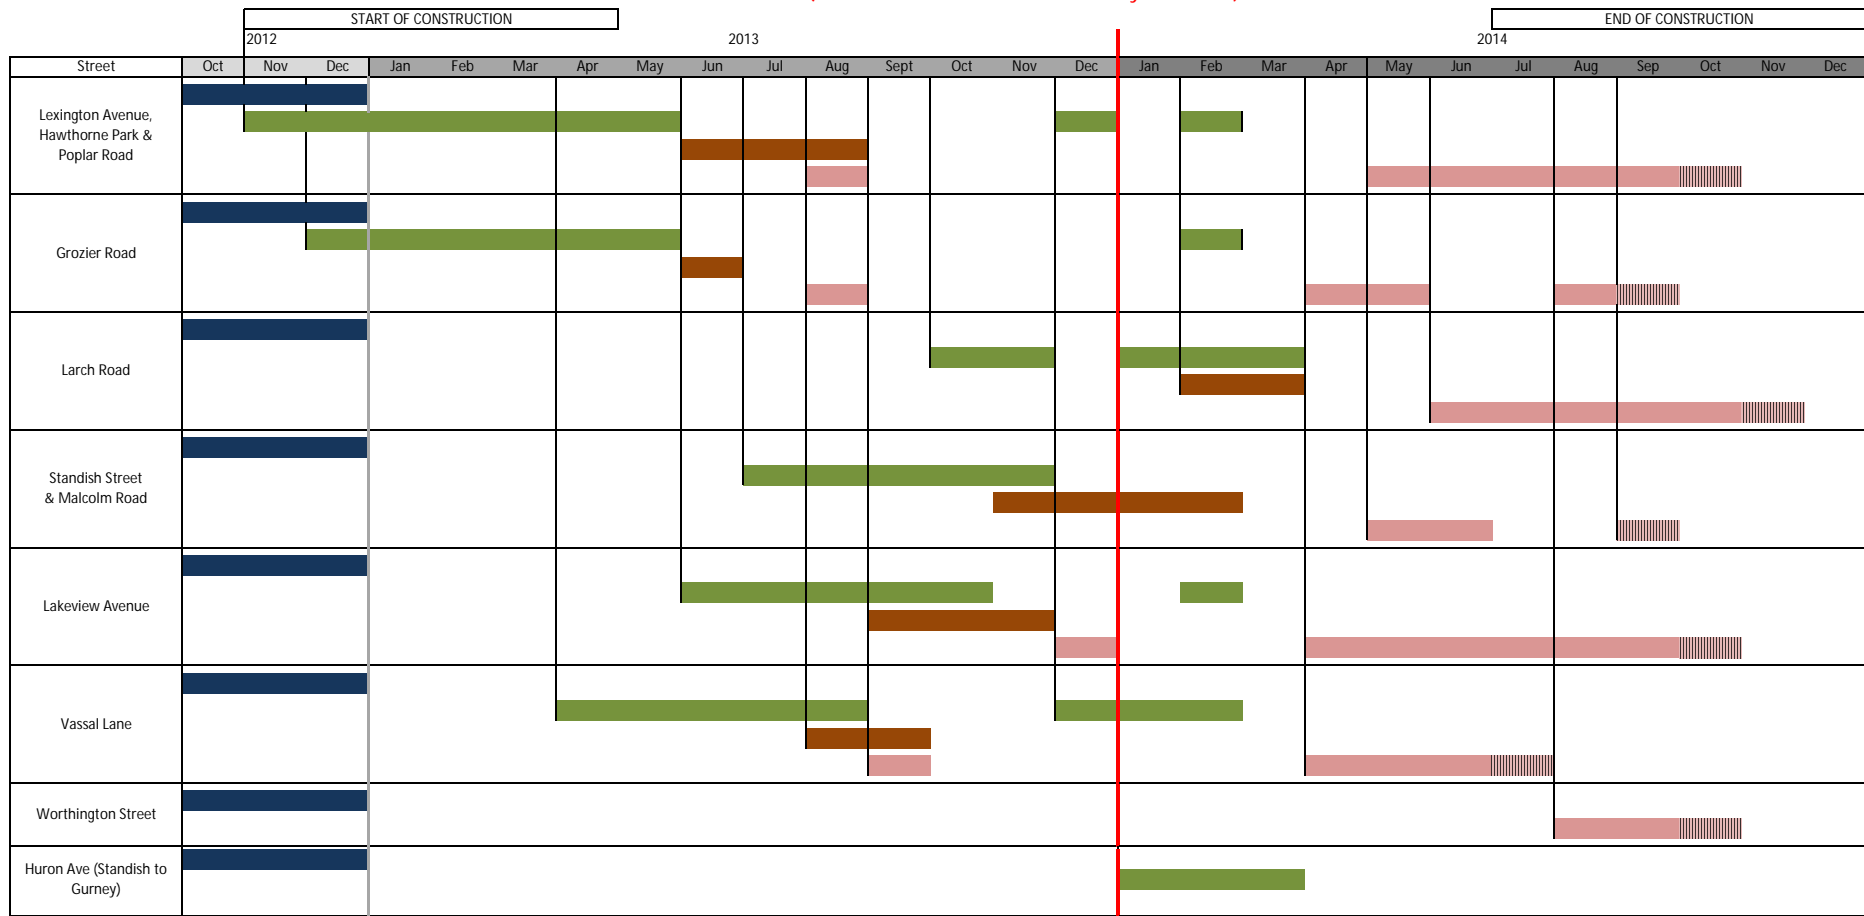 START OF CONSTRUCTION
END OF CONSTRUCTION
2012
2013
2014
Street Oct Nov Dec Jan Feb Mar Apr May Jun Jul Aug Sept Oct Nov Dec Jan Feb Mar Apr May Jun Jul Aug Sep Oct Nov Dec
Lexington Avenue,
Hawthorne Park &
Poplar Road
Grozier Road
Larch Road
Standish Street
& Malcolm Road
Lakeview Avenue
Vassal Lane
Worthington Street
Huron Ave (Standish to
Gurney)